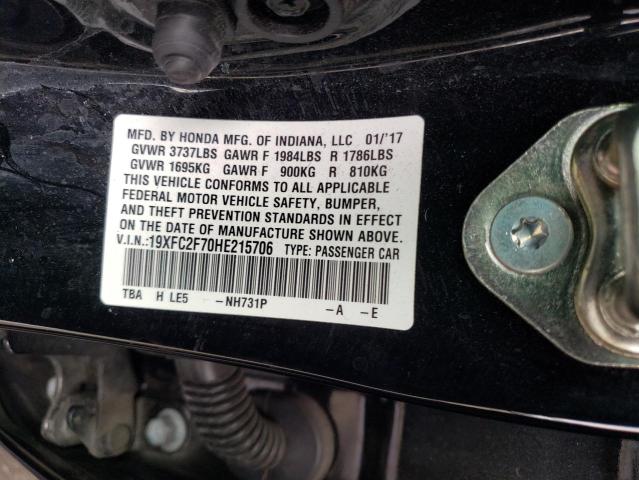 MFD. BY HONDA MFG. OF INDIANA, LLC 01/'17
GVWR 3737LBS GAWR F 1984LBS R 1786LBS
GVWR 1695KG GAWR F 900KG R 810KG
THIS VEHICLE CONFORMS TO ALL APPLICABLE
FEDERAL MOTOR VEHICLE SAFETY, BUMPER,
AND THEFT PREVENTION STANDARDS IN EFFECT
ON THE DATE OF MANUFACTURE SHOWN ABOVE.
V.I.N.:19XFC2F70HE215706 TYPE: PASSENGER CAR
TBA H LE5 -NH731P -A -E